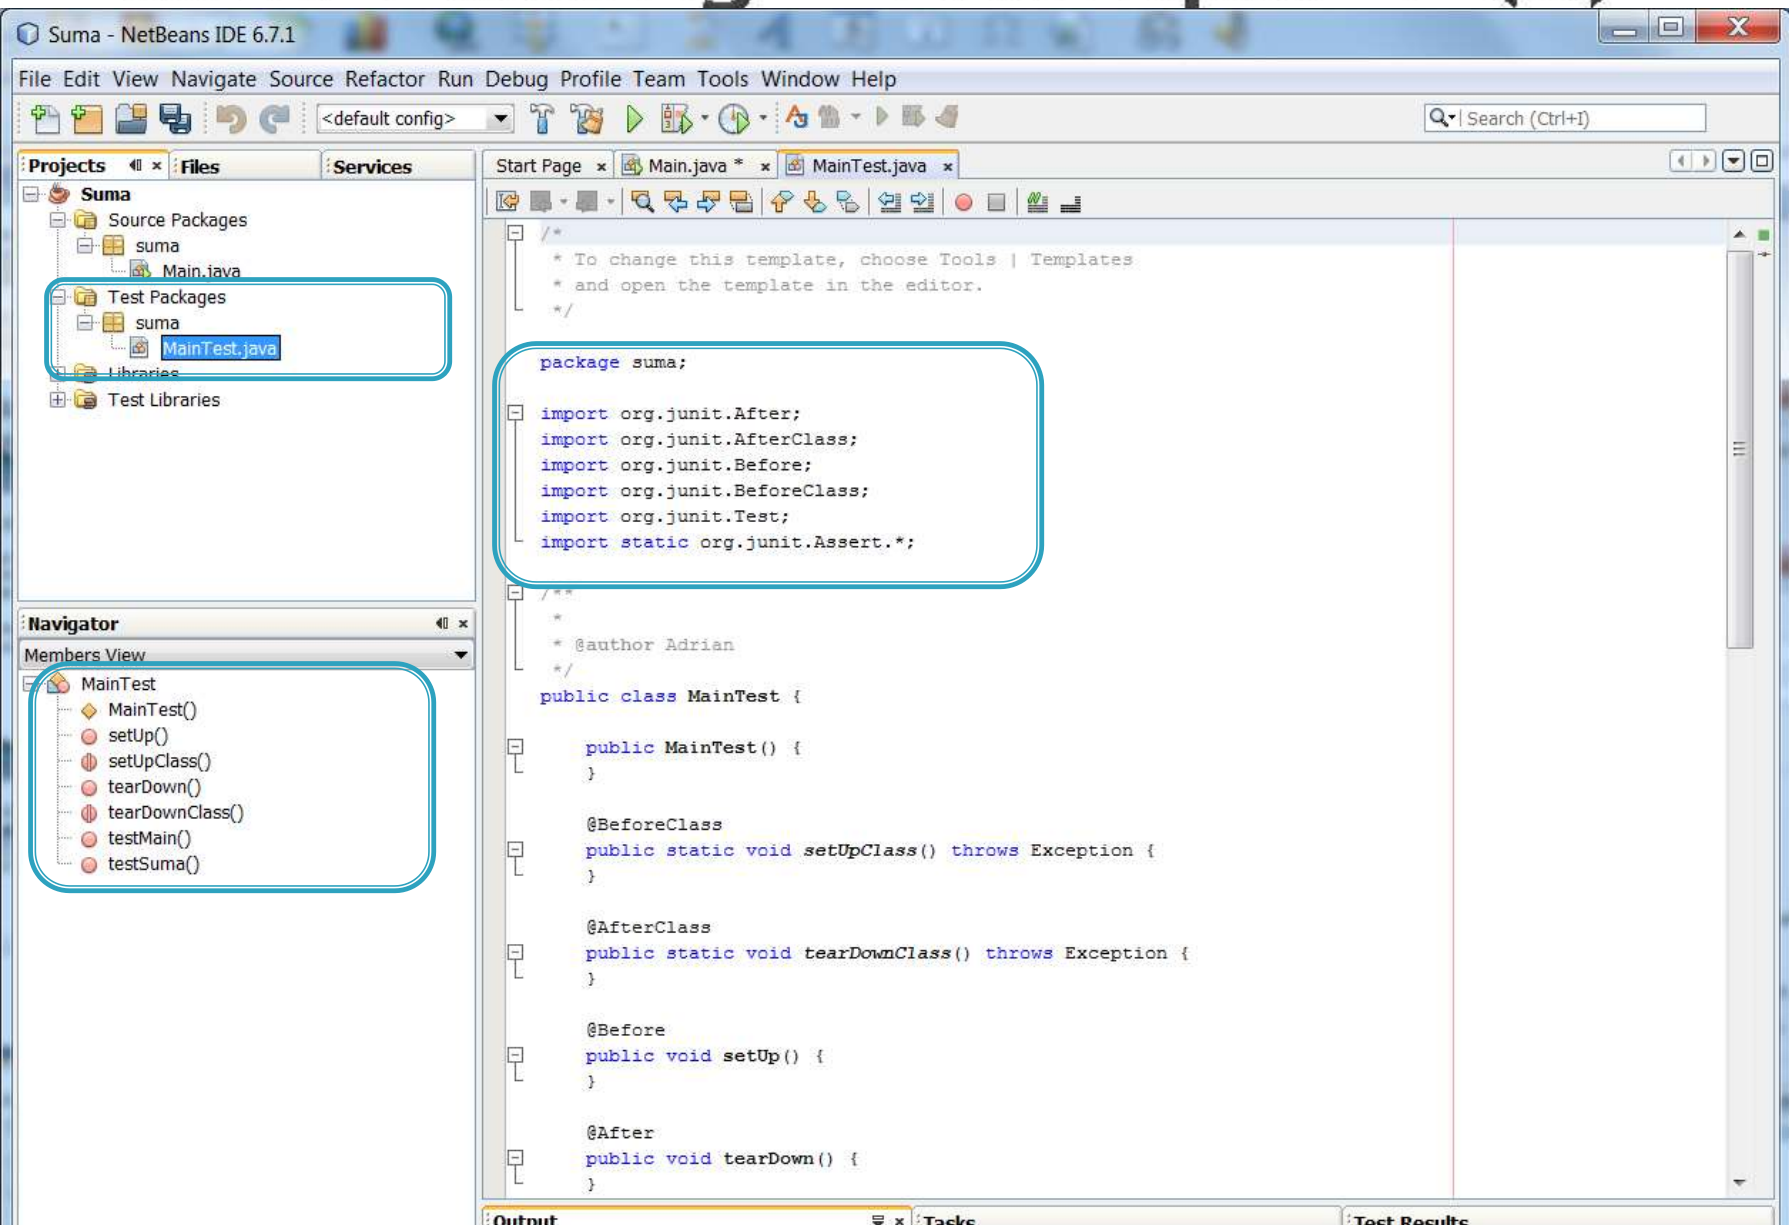 Suma - NetBeans IDE 6.7.1
File Edit View Navigate Source Refactor Run Debug Profile Team Tools Window Help
<default config>
Search (Ctrl+I)
Projects
Files
Services
Suma
Source Packages
suma
Main.java
Test Packages
suma
MainTest.java
Libraries
Test Libraries
Navigator
Members View
MainTest
MainTest()
setUp()
setUpClass()
tearDown()
tearDownClass()
testMain()
testSuma()
Start Page
Main.java *
MainTest.java
/*
* To change this template, choose Tools | Templates
* and open the template in the editor.
*/
package suma;
import org.junit.After;
import org.junit.AfterClass;
import org.junit.Before;
import org.junit.BeforeClass;
import org.junit.Test;
import static org.junit.Assert.*;
/**
*
* @author Adrian
*/
public class MainTest {
public MainTest() {
}
@BeforeClass
public static void setUpClass() throws Exception {
}
@AfterClass
public static void tearDownClass() throws Exception {
}
@Before
public void setUp() {
}
@After
public void tearDown() {
}
Output
Tasks
Test Results